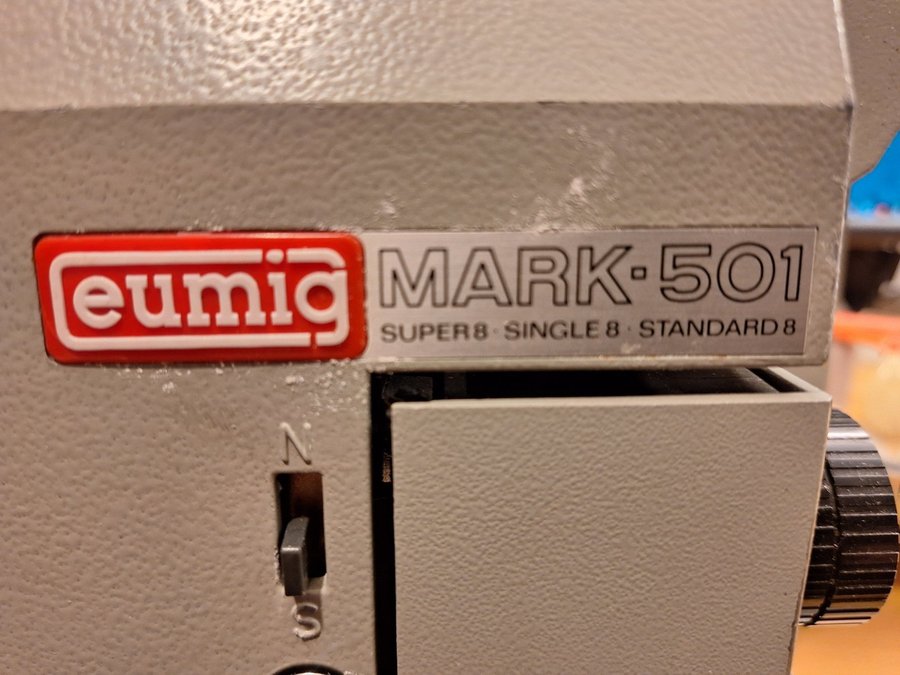 eumig
MARK·501
SUPER 8 · SINGLE 8 · STANDARD 8
N
S